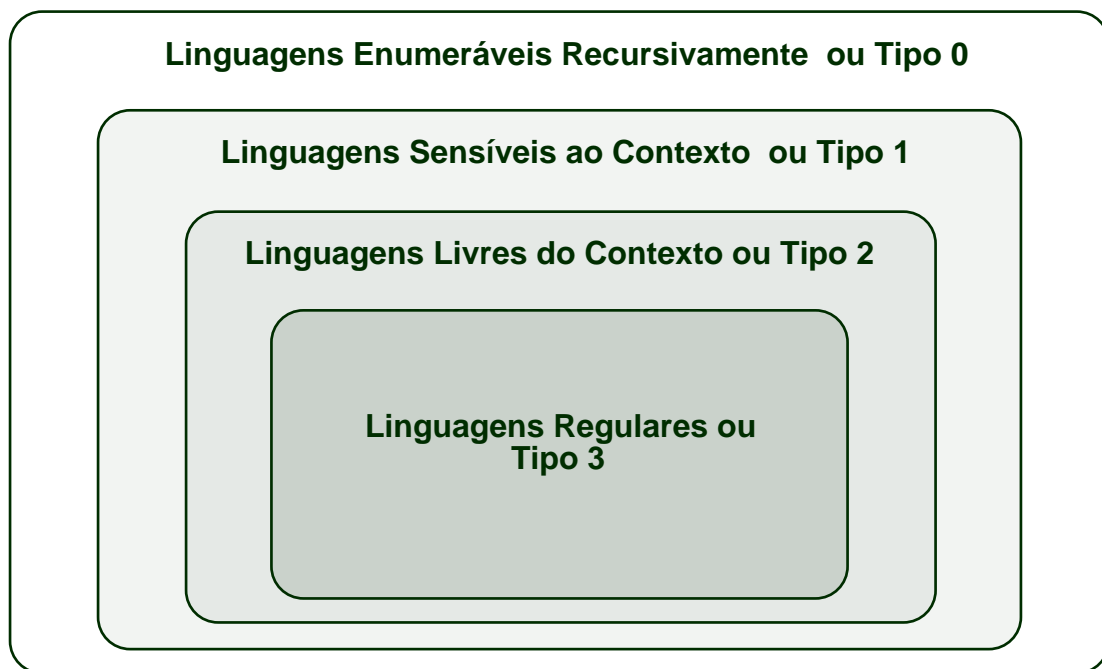 Linguagens Enumeráveis Recursivamente ou Tipo 0
Linguagens Sensíveis ao Contexto ou Tipo 1
Linguagens Livres do Contexto ou Tipo 2
Linguagens Regulares ou
Tipo 3